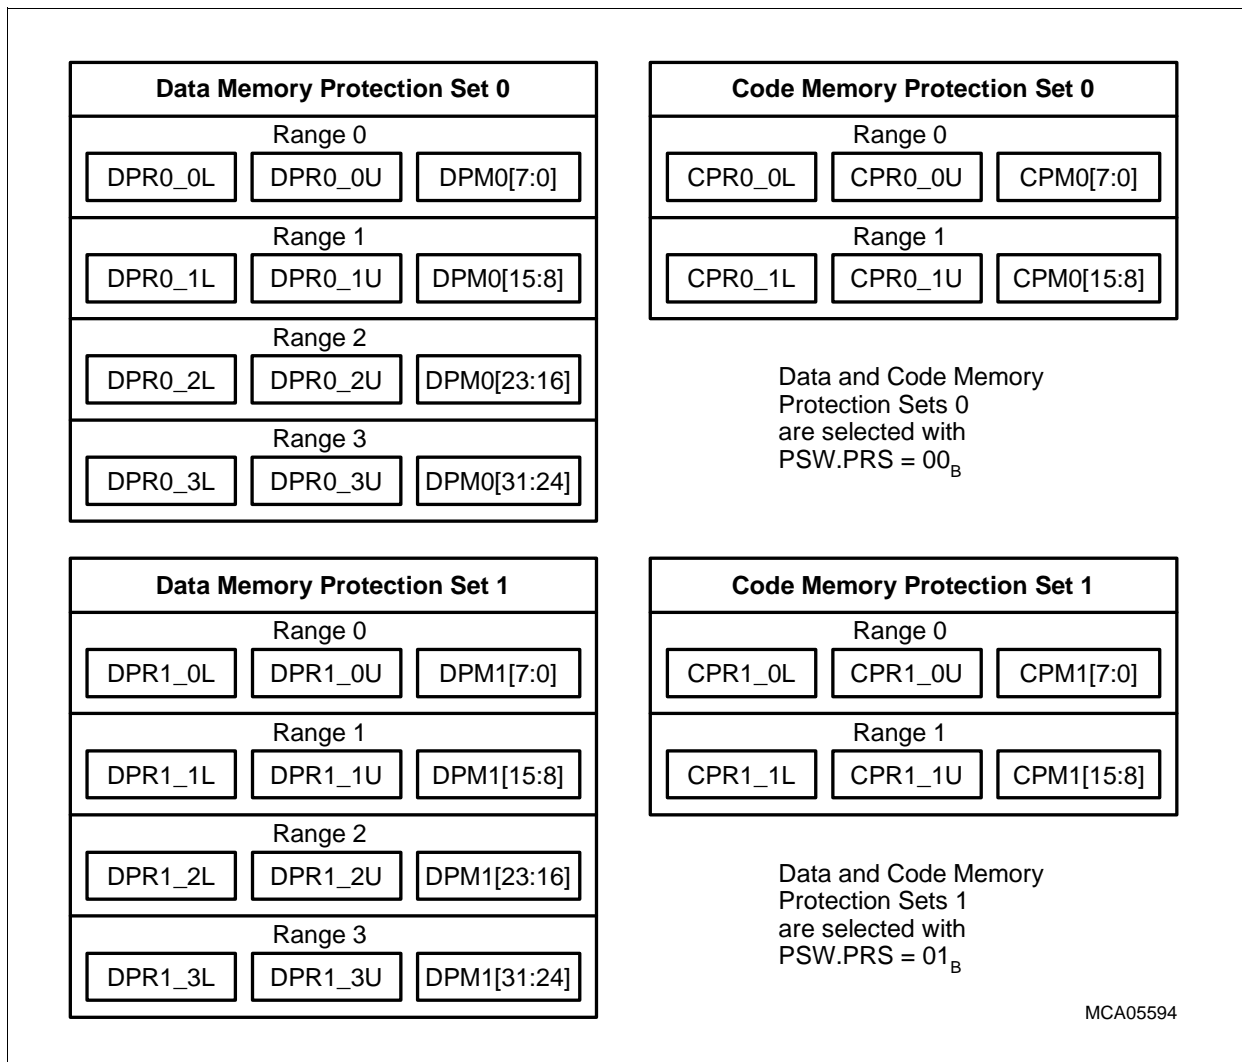 Data Memory Protection Set 0
Range 0
DPR0_0L DPR0_0U DPM0[7:0]
Range 1
DPR0_1L DPR0_1U DPM0[15:8]
Range 2
DPR0_2L DPR0_2U DPM0[23:16]
Range 3
DPR0_3L DPR0_3U DPM0[31:24]
Code Memory Protection Set 0
Range 0
CPR0_0L CPR0_0U CPM0[7:0]
Range 1
CPR0_1L CPR0_1U CPM0[15:8]
Data and Code Memory
Protection Sets 0
are selected with
PSW.PRS = 00B
Data Memory Protection Set 1
Range 0
DPR1_0L DPR1_0U DPM1[7:0]
Range 1
DPR1_1L DPR1_1U DPM1[15:8]
Range 2
DPR1_2L DPR1_2U DPM1[23:16]
Range 3
DPR1_3L DPR1_3U DPM1[31:24]
Code Memory Protection Set 1
Range 0
CPR1_0L CPR1_0U CPM1[7:0]
Range 1
CPR1_1L CPR1_1U CPM1[15:8]
Data and Code Memory
Protection Sets 1
are selected with
PSW.PRS = 01B
MCA05594